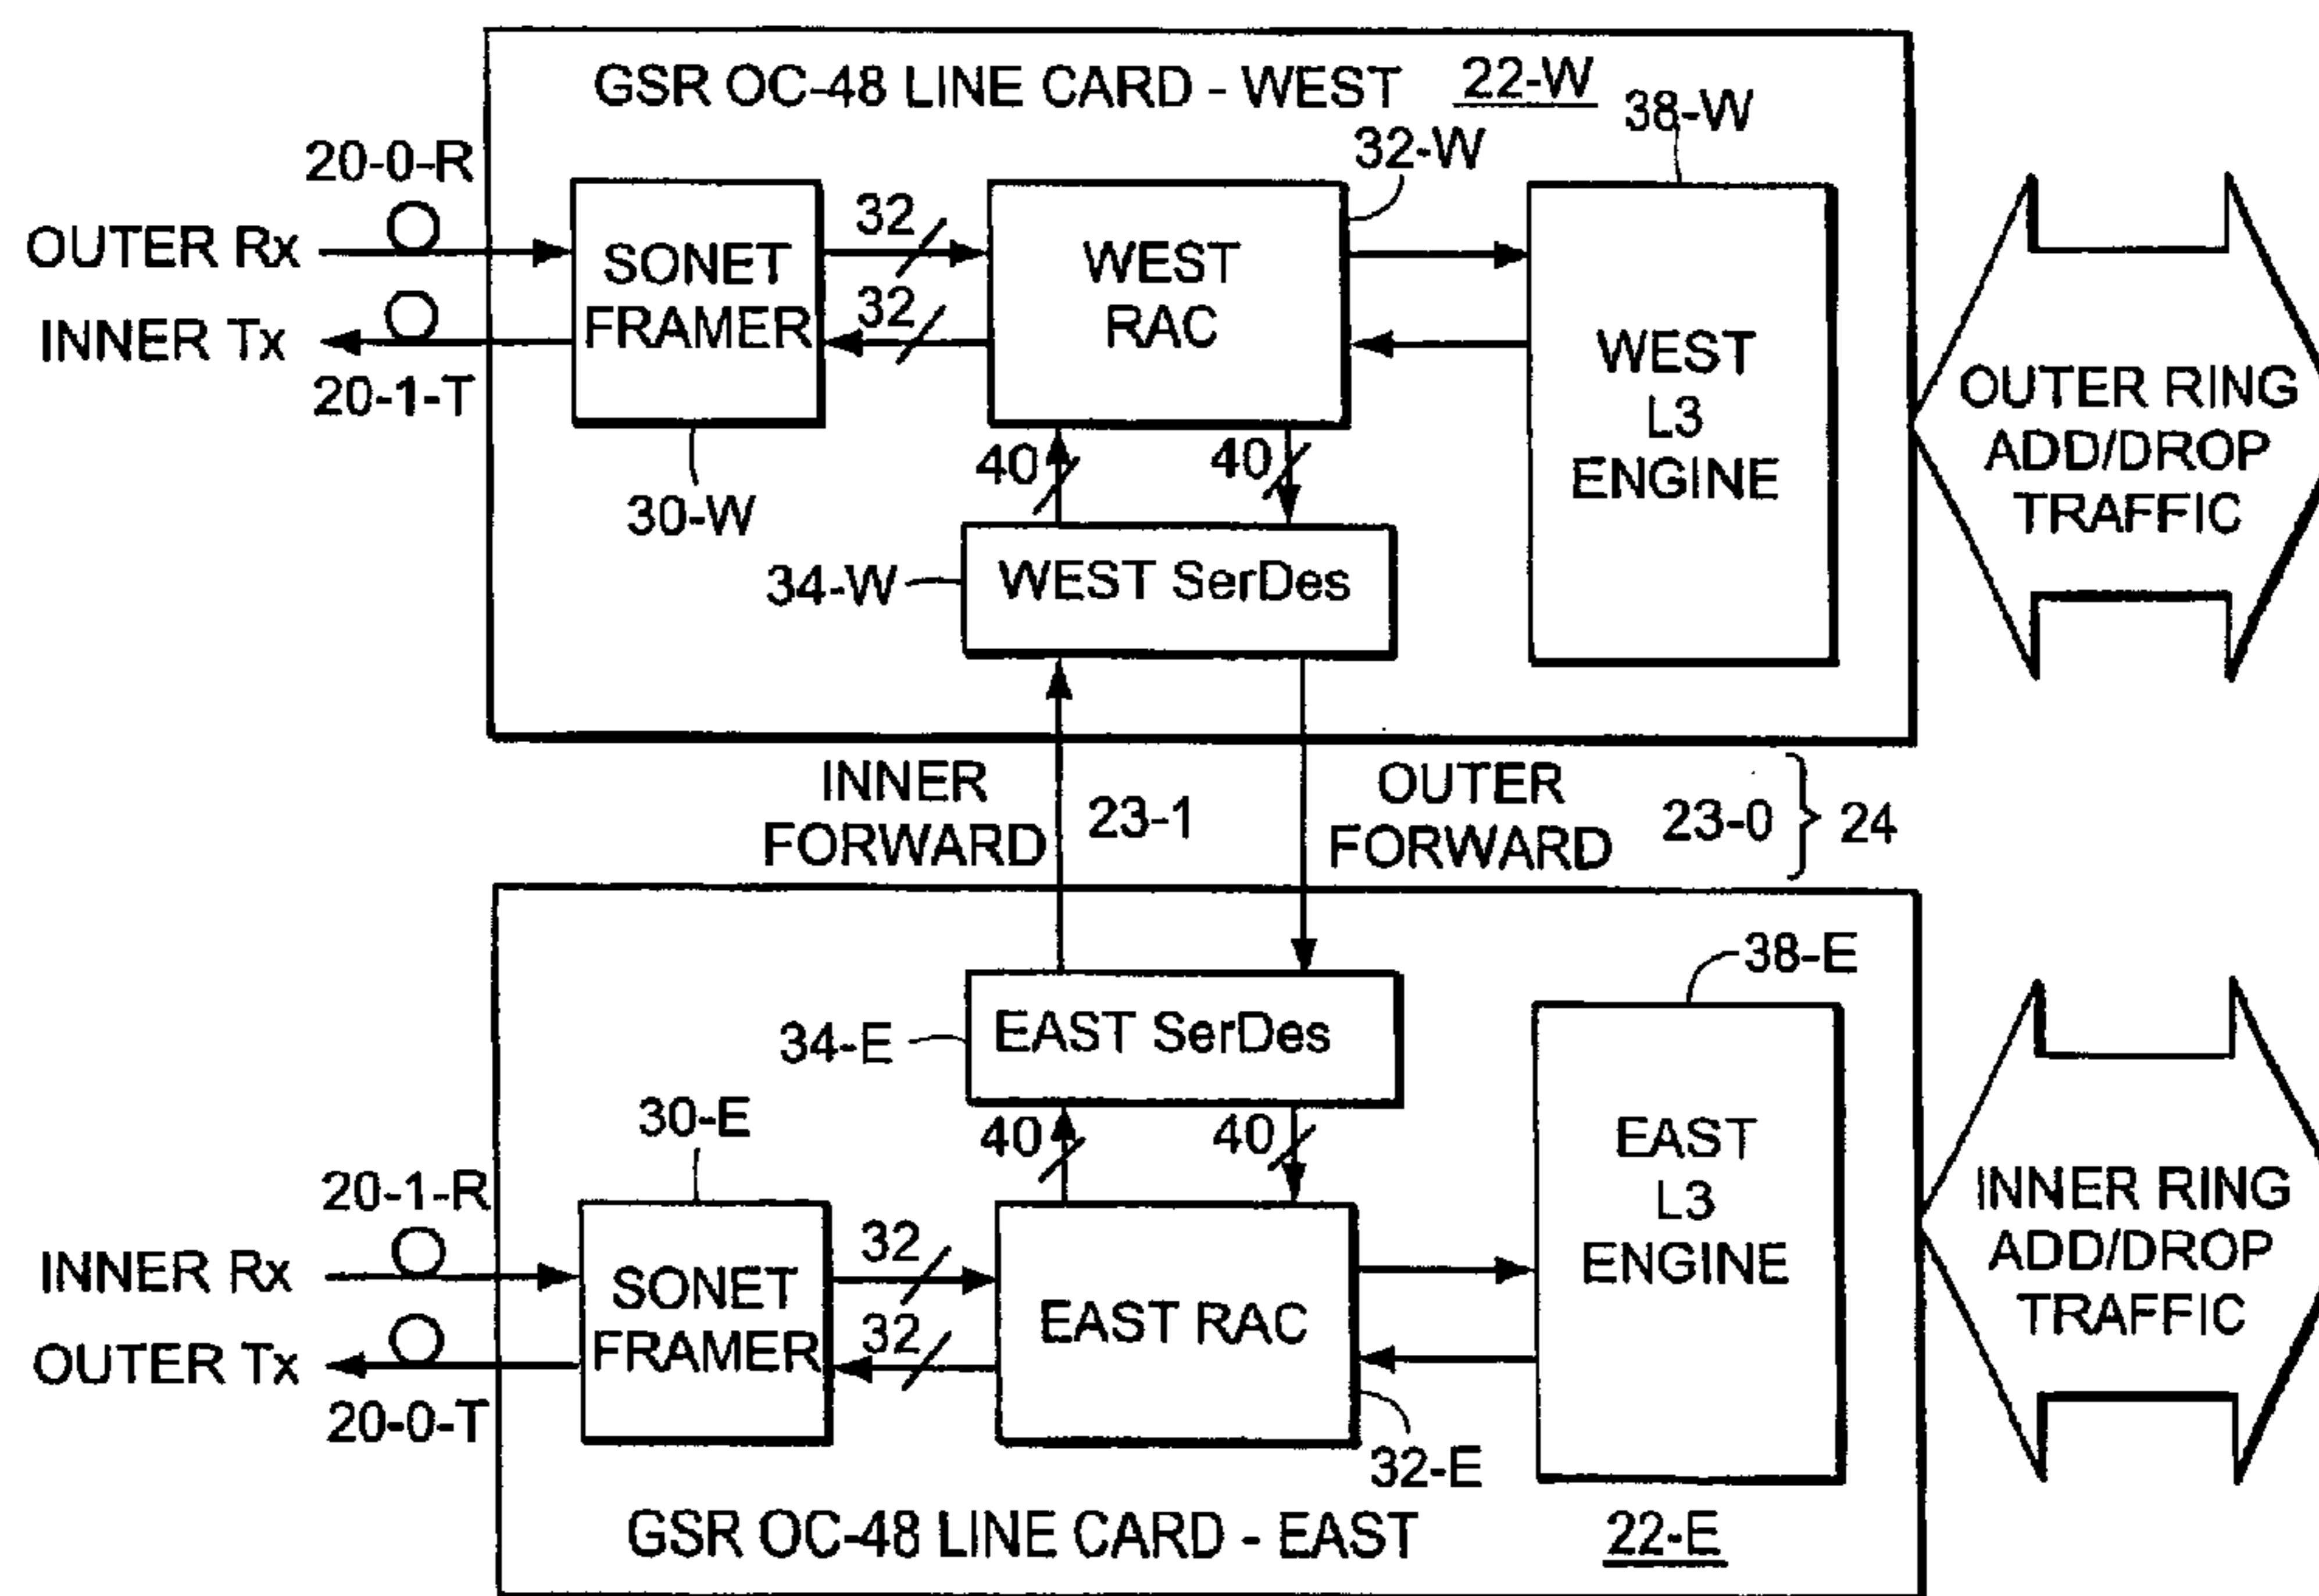 GSR OC-48 LINE CARD - WEST 22-W
38-W
32-W
20-0-R
OUTER Rx
INNER Tx
20-1-T
SONET
FRAMER
30-W
32
32
WEST
RAC
WEST
L3
ENGINE
40
40
34-W
WEST SerDes
OUTER RING
ADD/DROP
TRAFFIC
INNER
FORWARD
23-1
OUTER
FORWARD
23-0
24
38-E
34-E
EAST SerDes
40
40
30-E
20-1-R
INNER Rx
OUTER Tx
20-0-T
SONET
FRAMER
32
32
EAST RAC
32-E
EAST
L3
ENGINE
INNER RING
ADD/DROP
TRAFFIC
GSR OC-48 LINE CARD - EAST 22-E